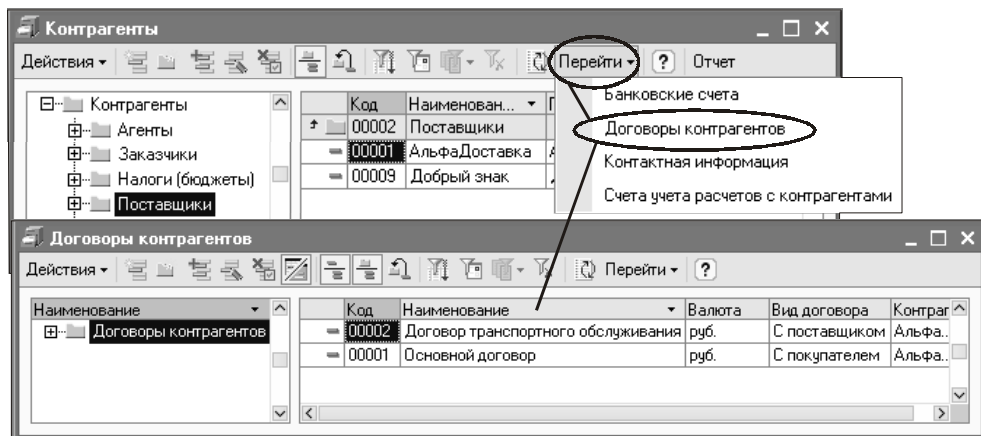 Контрагенты
Действия Перейти ? Отчет
Контрагенты
Агенты
Заказчики
Налоги (бюджеты)
Поставщики
Код Наименован...
00002 Поставщики
00001 АльфаДоставка
00009 Добрый знак
Банковские счета
Договоры контрагентов
Контактная информация
Счета учета расчетов с контрагентами
Договоры контрагентов
Действия Перейти ?
Наименование
Договоры контрагентов
Код Наименование Валюта Вид договора Контраг
00002 Договор транспортного обслуживания руб. С поставщиком Альфа..
00001 Основной договор руб. С покупателем Альфа..